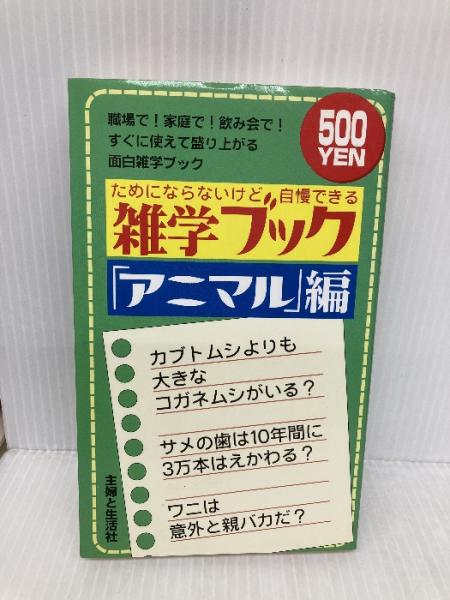 職場で！家庭で！飲み会で！
すぐに使えて盛り上がる
面白雑学ブック
500
YEN
ためにならないけど自慢できる
雑学ブック
「アニマル」編
カブトムシよりも
大きな
コガネムシがいる？
サメの歯は10年間に
3万本はえかわる？
ワニは
意外と親バカだ？
主婦と生活社